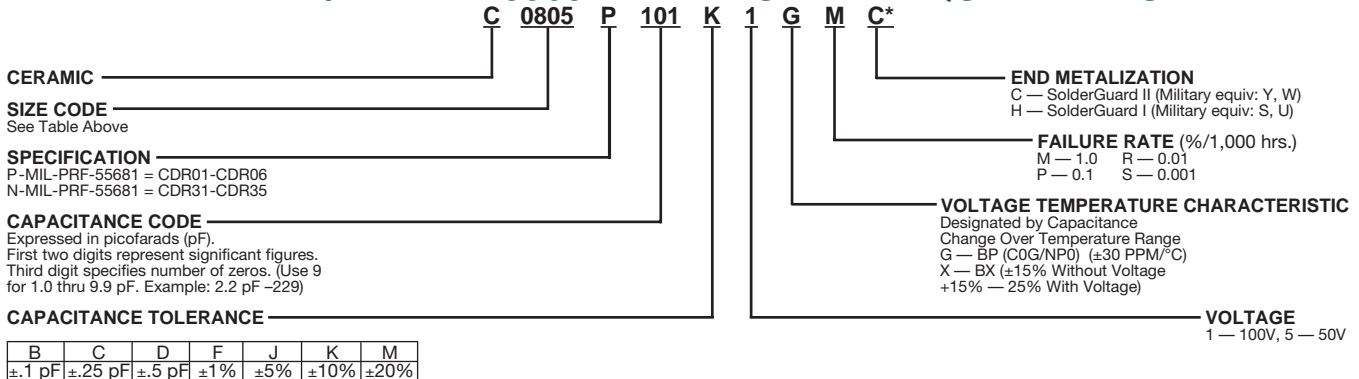 C 0805 P 101 K 1 G M C*
CERAMIC
SIZE CODE
See Table Above
SPECIFICATION
P-MIL-PRF-55681 = CDR01-CDR06
N-MIL-PRF-55681 = CDR31-CDR35
CAPACITANCE CODE
Expressed in picofarads (pF).
First two digits represent significant figures.
Third digit specifies number of zeros. (Use 9
for 1.0 thru 9.9 pF. Example: 2.2 pF –229)
CAPACITANCE TOLERANCE
B C D F J K M
±.1 pF ±.25 pF ±.5 pF ±1% ±5% ±10% ±20%
END METALIZATION
C — SolderGuard II (Military equiv: Y, W)
H — SolderGuard I (Military equiv: S, U)
FAILURE RATE (%/1,000 hrs.)
M — 1.0 R — 0.01
P — 0.1 S — 0.001
VOLTAGE TEMPERATURE CHARACTERISTIC
Designated by Capacitance
Change Over Temperature Range
G — BP (C0G/NP0) (±30 PPM/°C)
X — BX (±15% Without Voltage
+15% — 25% With Voltage)
VOLTAGE
1 — 100V, 5 — 50V